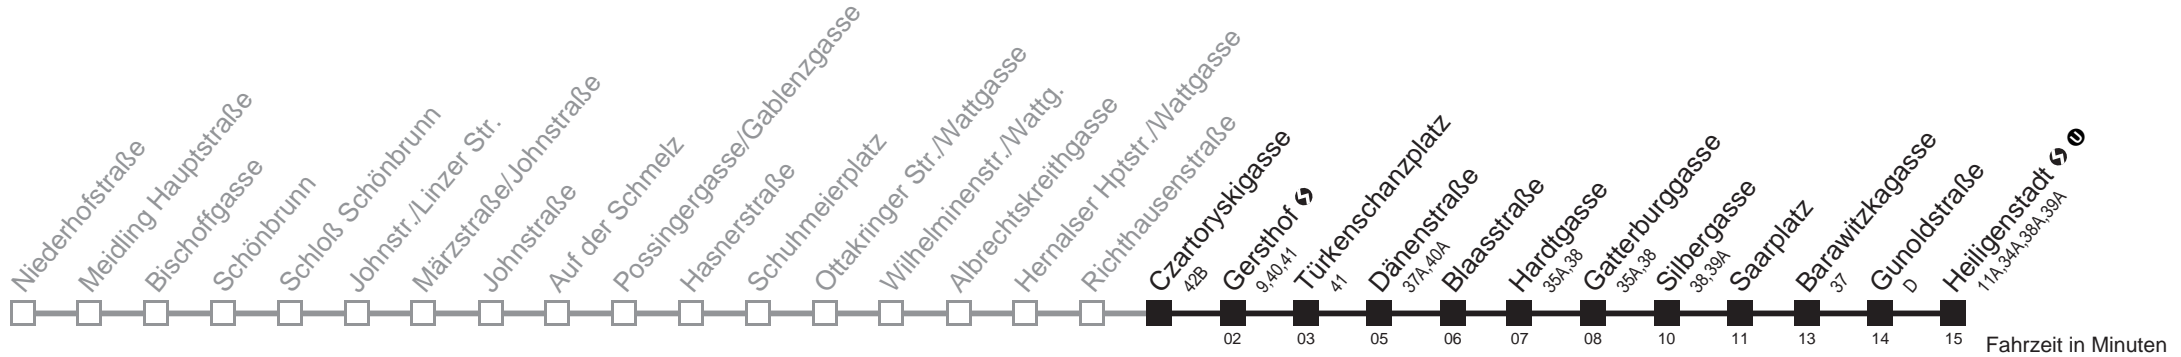 Niederhofstraße
Meidling Hauptstraße
Bischoffgasse
Schönbrunn
Schloß Schönbrunn
Johnstr./Linzer Str.
Märzstraße/Johnstraße
Johnstraße
Auf der Schmelz
Possingergasse/Gablenzgasse
Hasnerstraße
Schuhmeierplatz
Ottakringer Str./Wattgasse
Wilhelminenstr./Wattg.
Albrechtskreithgasse
Hernalser Hptstr./Wattgasse
Richthausenstraße
Czartoryskigasse
42B
Gersthof
9,40,41
Türkenschanzplatz
41
Dänenstraße
37A,40A
Blaasstraße
Hardtgasse
35A,38
Gatterburggasse
35A,38
Silbergasse
38,39A
Saarplatz
Barawitzkagasse
37
Gunoldstraße
D
Heiligenstadt U
11A,34A,38A,39A
02 03 05 06 07 08 10 11 13 14 15 Fahrzeit in Minuten